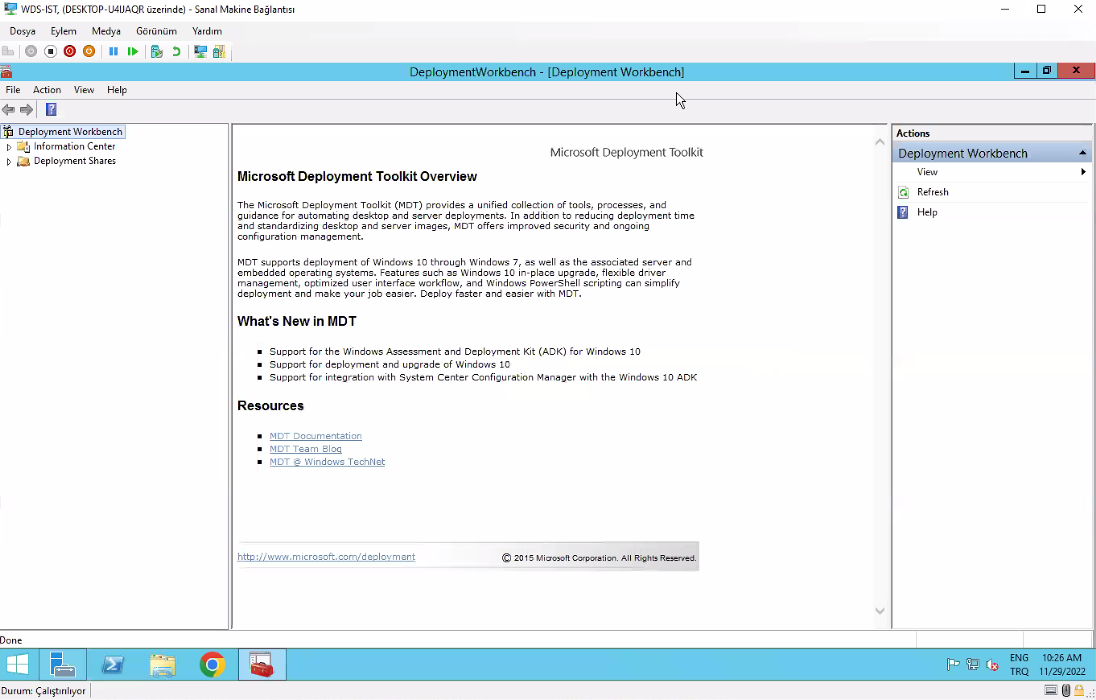 WDS-IST, (DESKTOP-U4IJAQR üzerinde) - Sanal Makine Bağlantısı
Dosya Eylem Medya Görünüm Yardım
DeploymentWorkbench - [Deployment Workbench]
File Action View Help
Deployment Workbench
Information Center
Deployment Shares
Microsoft Deployment Toolkit
Microsoft Deployment Toolkit Overview
The Microsoft Deployment Toolkit (MDT) provides a unified collection of tools, processes, and
guidance for automating desktop and server deployments. In addition to reducing deployment time
and standardizing desktop and server images, MDT offers improved security and ongoing
configuration management.
MDT supports deployment of Windows 10 through Windows 7, as well as the associated server and
embedded operating systems. Features such as Windows 10 in-place upgrade, flexible driver
management, optimized user interface workflow, and Windows PowerShell scripting can simplify
deployment and make your job easier. Deploy faster and easier with MDT.
What's New in MDT
Support for the Windows Assessment and Deployment Kit (ADK) for Windows 10
Support for deployment and upgrade of Windows 10
Support for integration with System Center Configuration Manager with the Windows 10 ADK
Resources
MDT Documentation
MDT Team Blog
MDT @ Windows TechNet
http://www.microsoft.com/deployment
© 2015 Microsoft Corporation. All Rights Reserved.
Actions
Deployment Workbench
View
Refresh
Help
Done
ENG
TRQ
10:26 AM
11/29/2022
Durum: Çalıştırılıyor